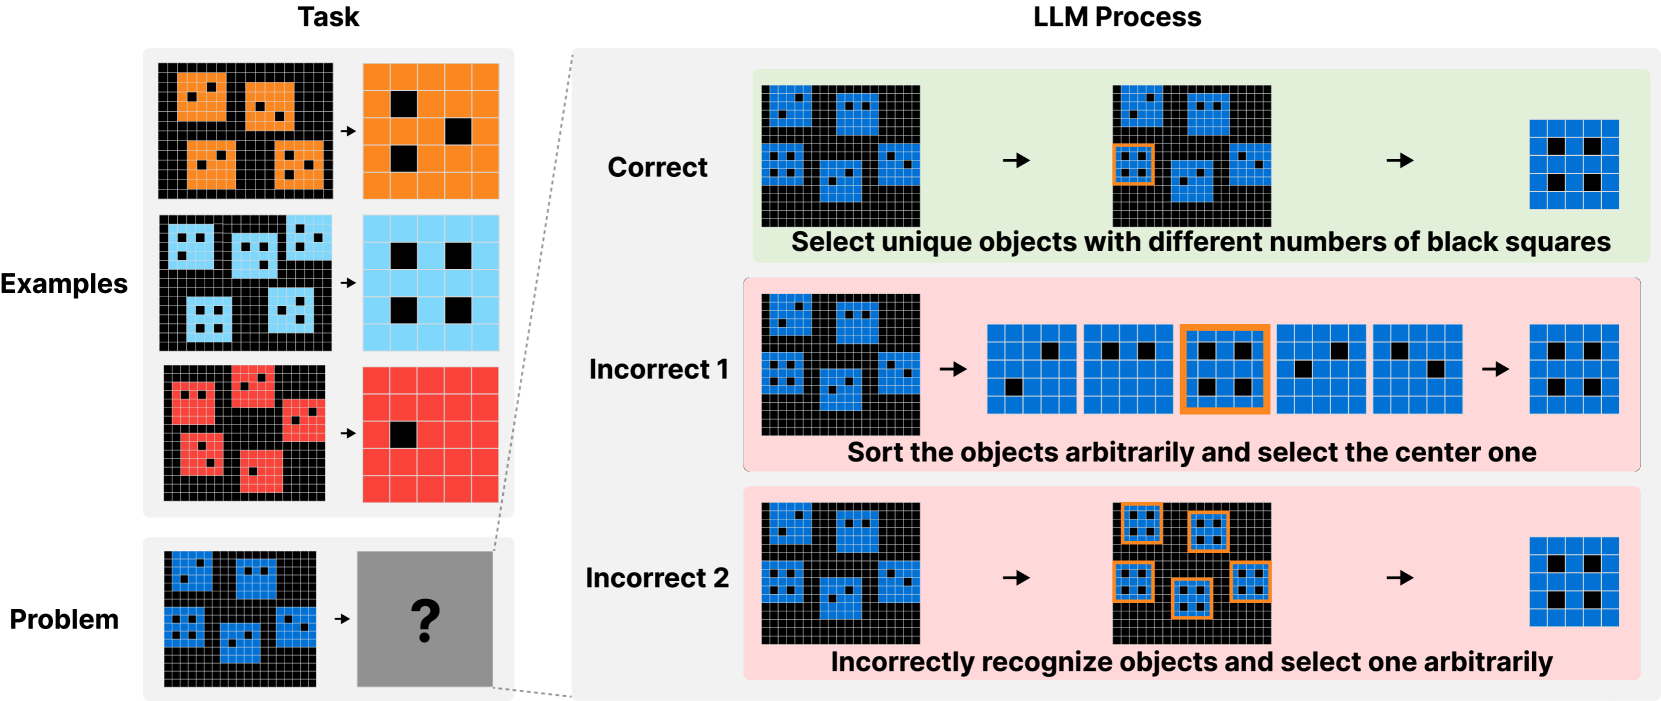 Task
LLM Process
Examples
Problem
?
Correct
Select unique objects with different numbers of black squares
Incorrect 1
Sort the objects arbitrarily and select the center one
Incorrect 2
Incorrectly recognize objects and select one arbitrarily